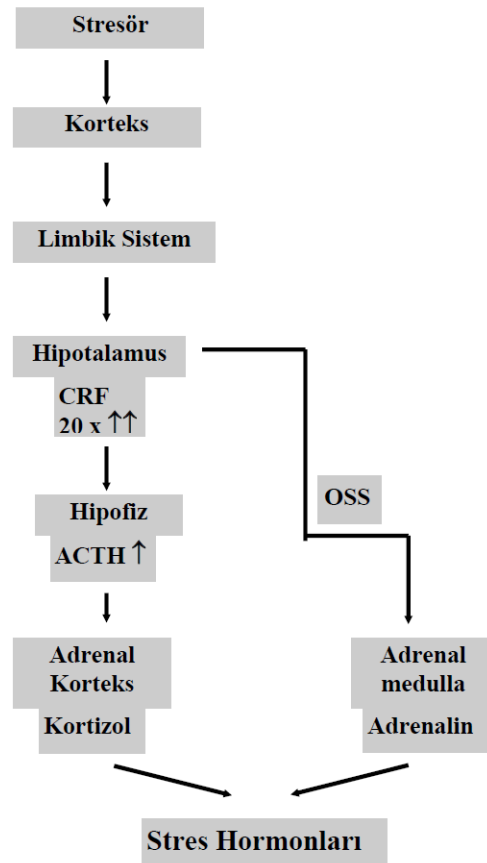 Stresör
Korteks
Limbik Sistem
Hipotalamus
CRF
20 x ↑↑
OSS
Hipofiz
ACTH ↑
Adrenal
Korteks
Kortizol
Adrenal
medulla
Adrenalin
Stres Hormonları